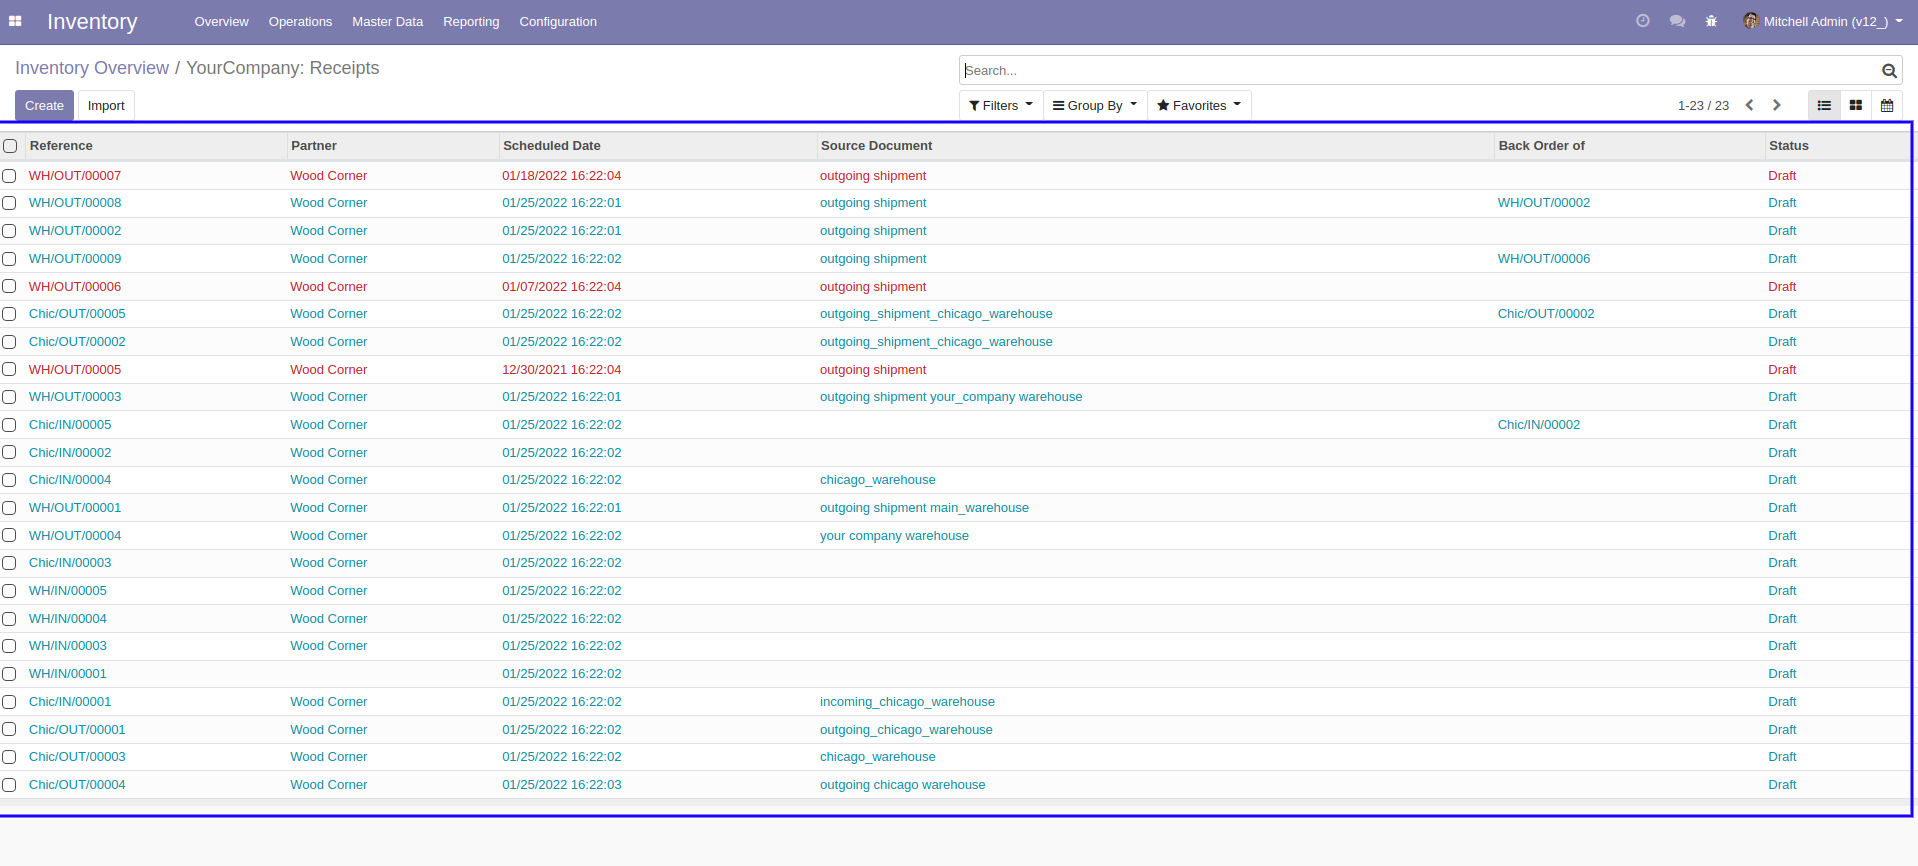 Inventory Overview Operations Master Data Reporting Configuration Mitchell Admin (v12_)
Inventory Overview / YourCompany: Receipts
Search...
Create Import Filters Group By Favorites 1-23 / 23
Reference Partner Scheduled Date Source Document Back Order of Status
WH/OUT/00007 Wood Corner 01/18/2022 16:22:04 outgoing shipment Draft
WH/OUT/00008 Wood Corner 01/25/2022 16:22:01 outgoing shipment WH/OUT/00002 Draft
WH/OUT/00002 Wood Corner 01/25/2022 16:22:01 outgoing shipment Draft
WH/OUT/00009 Wood Corner 01/25/2022 16:22:02 outgoing shipment WH/OUT/00006 Draft
WH/OUT/00006 Wood Corner 01/07/2022 16:22:04 outgoing shipment Draft
Chic/OUT/00005 Wood Corner 01/25/2022 16:22:02 outgoing_shipment_chicago_warehouse Chic/OUT/00002 Draft
Chic/OUT/00002 Wood Corner 01/25/2022 16:22:02 outgoing_shipment_chicago_warehouse Draft
WH/OUT/00005 Wood Corner 12/30/2021 16:22:04 outgoing shipment Draft
WH/OUT/00003 Wood Corner 01/25/2022 16:22:01 outgoing shipment your_company warehouse Draft
Chic/IN/00005 Wood Corner 01/25/2022 16:22:02 Chic/IN/00002 Draft
Chic/IN/00002 Wood Corner 01/25/2022 16:22:02 Draft
Chic/IN/00004 Wood Corner 01/25/2022 16:22:02 chicago_warehouse Draft
WH/OUT/00001 Wood Corner 01/25/2022 16:22:01 outgoing shipment main_warehouse Draft
WH/OUT/00004 Wood Corner 01/25/2022 16:22:02 your company warehouse Draft
Chic/IN/00003 Wood Corner 01/25/2022 16:22:02 Draft
WH/IN/00005 Wood Corner 01/25/2022 16:22:02 Draft
WH/IN/00004 Wood Corner 01/25/2022 16:22:02 Draft
WH/IN/00003 Wood Corner 01/25/2022 16:22:02 Draft
WH/IN/00001 01/25/2022 16:22:02 Draft
Chic/IN/00001 Wood Corner 01/25/2022 16:22:02 incoming_chicago_warehouse Draft
Chic/OUT/00001 Wood Corner 01/25/2022 16:22:02 outgoing_chicago_warehouse Draft
Chic/OUT/00003 Wood Corner 01/25/2022 16:22:02 chicago_warehouse Draft
Chic/OUT/00004 Wood Corner 01/25/2022 16:22:03 outgoing chicago warehouse Draft